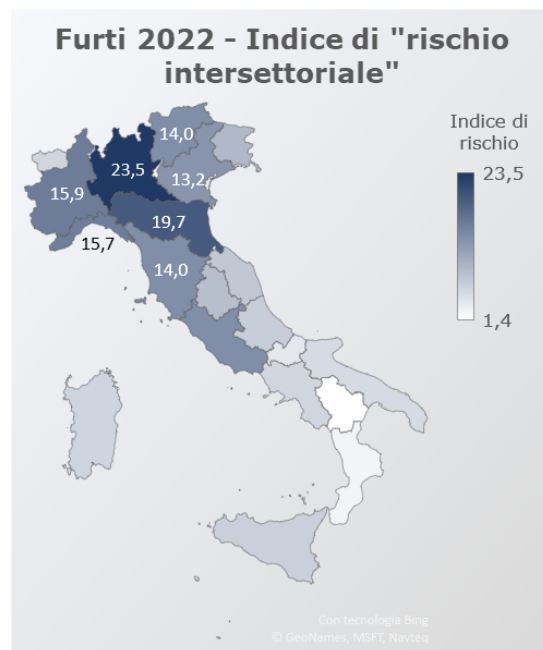 Furti 2022 - Indice di "rischio
intersettoriale"
Indice di
rischio
23,5
1,4
14,0
23,5
13,2
15,9
19,7
15,7
14,0
Con tecnologia Bing
© GeoNames, MSFT, Navteq